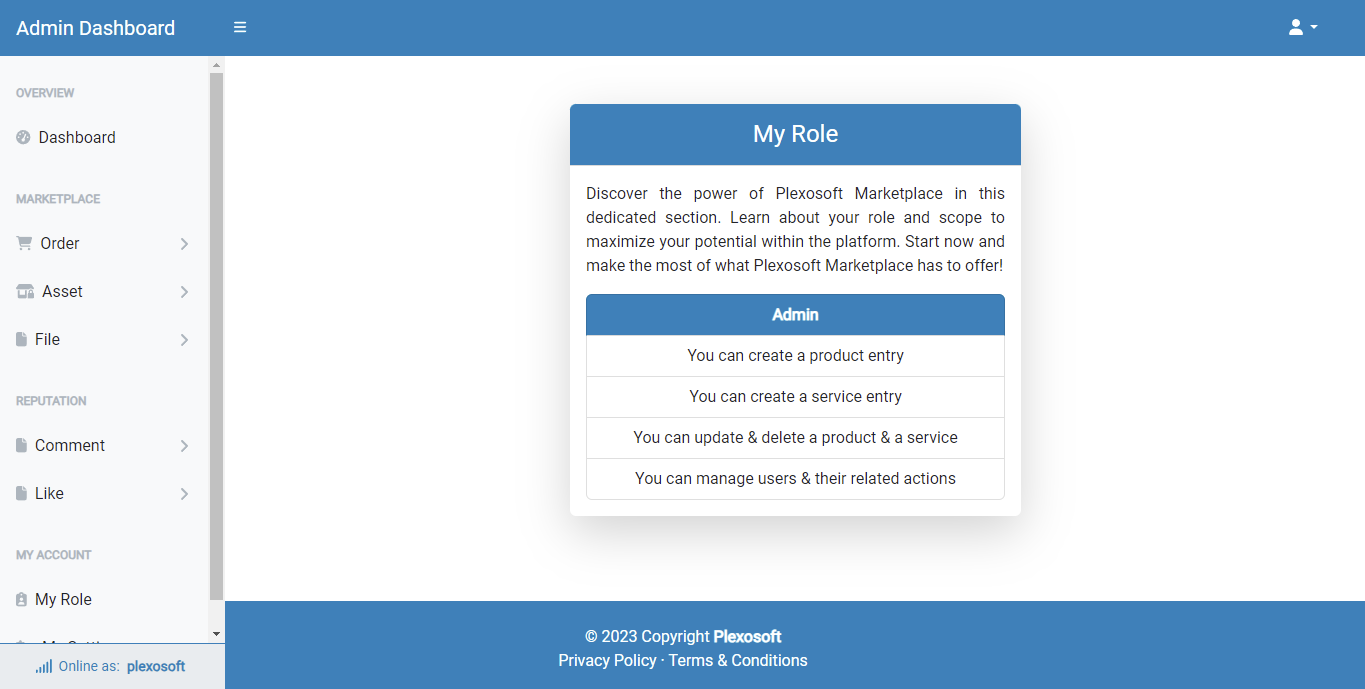 Admin Dashboard
OVERVIEW
Dashboard
MARKETPLACE
Order
Asset
File
REPUTATION
Comment
Like
MY ACCOUNT
My Role
Online as: plexosoft
My Role
Discover the power of Plexosoft Marketplace in this
dedicated section. Learn about your role and scope to
maximize your potential within the platform. Start now and
make the most of what Plexosoft Marketplace has to offer!
Admin
You can create a product entry
You can create a service entry
You can update & delete a product & a service
You can manage users & their related actions
© 2023 Copyright Plexosoft
Privacy Policy · Terms & Conditions